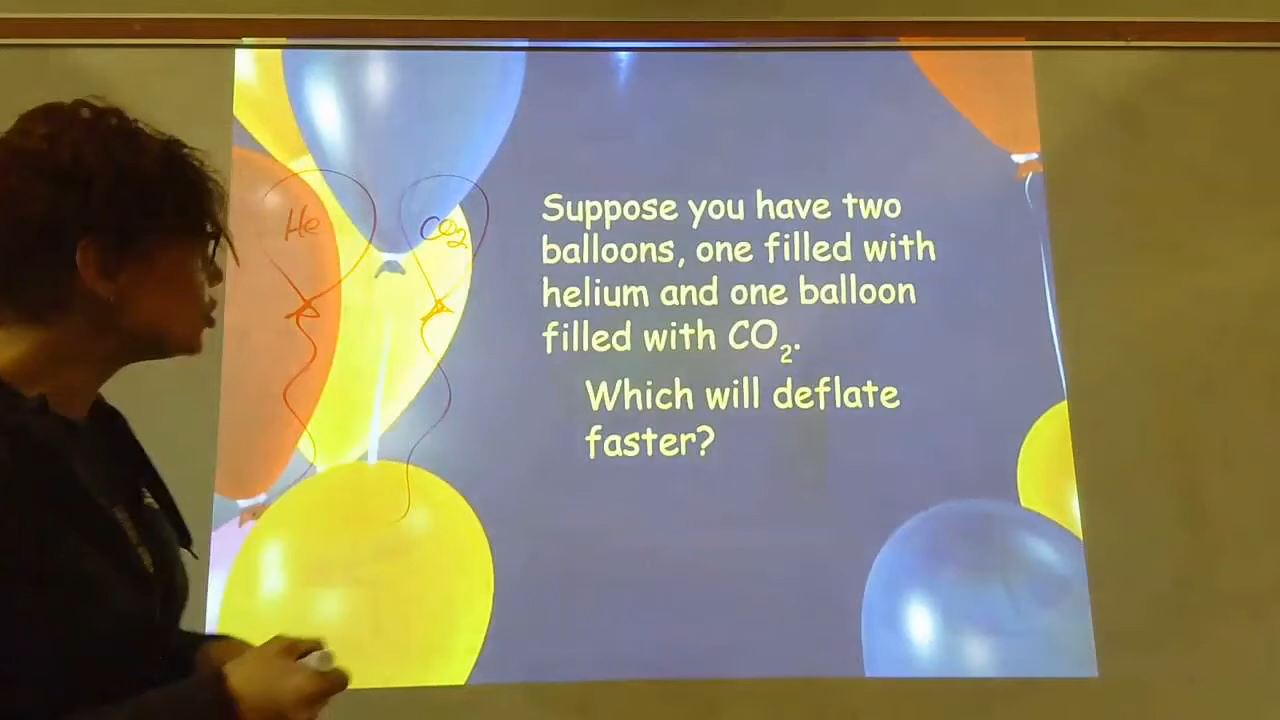 He CO2
Suppose you have two
balloons, one filled with
helium and one balloon
filled with CO₂.
Which will deflate
faster?